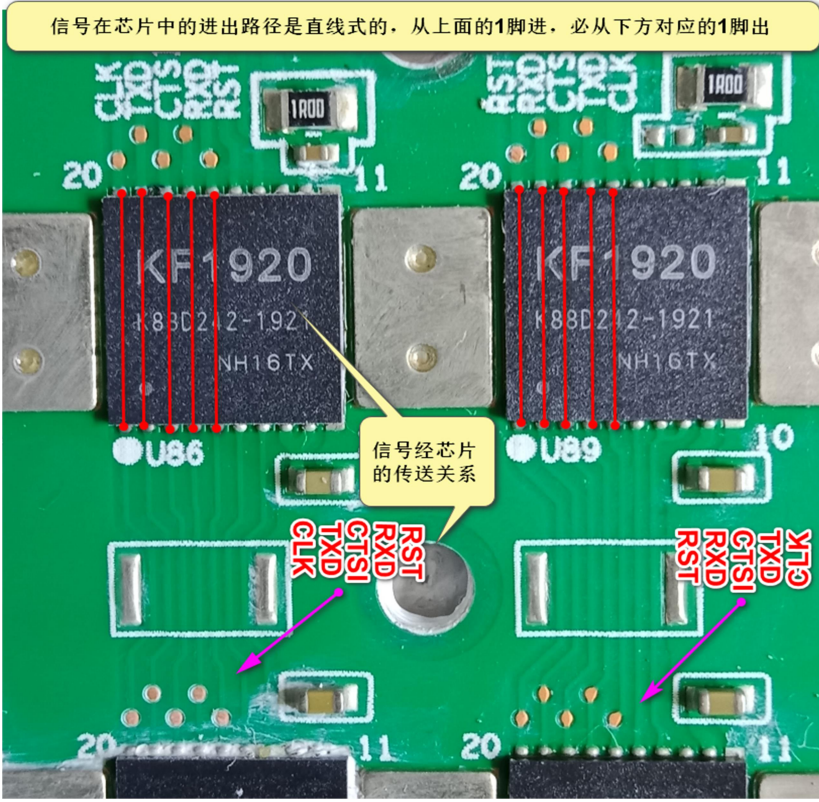 信号在芯片中的进出路径是直线式的，从上面的1脚进，必从下方对应的1脚出
CLK
TXD
CTSI
RXD
RST
1R00
20
11
RST
RXD
CTSI
TXD
CLK
1R00
20
11
KF1920
K88D242-1921
NH16TX
KF1920
K88D242-1921
NH16TX
U86
信号经芯片
的传送关系
U89
10
CLK
TXD
CTSI
RXD
RST
RST
RXD
CTSI
TXD
CLK
20
11
20
11